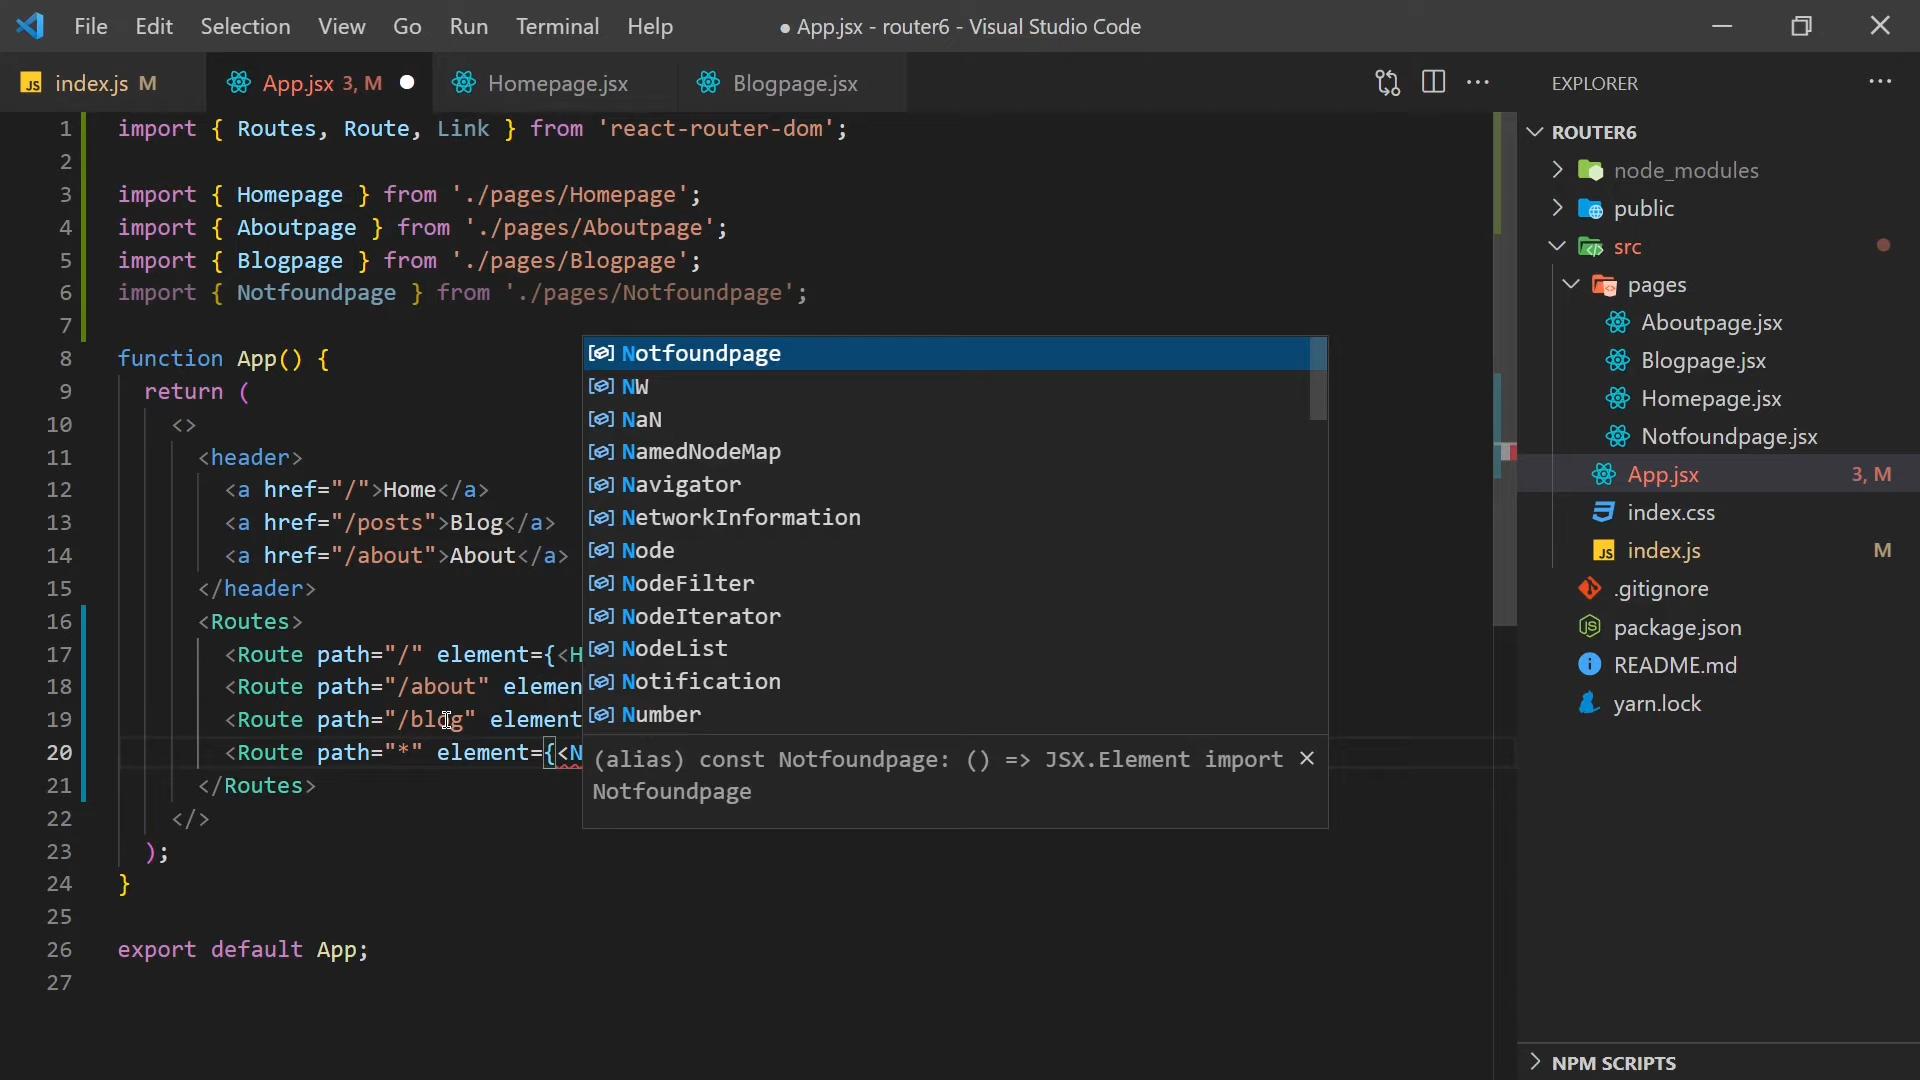 File Edit Selection View Go Run Terminal Help ● App.jsx - router6 - Visual Studio Code
JS index.js M App.jsx 3, M Homepage.jsx Blogpage.jsx
1 import { Routes, Route, Link } from 'react-router-dom';
2
3 import { Homepage } from './pages/Homepage';
4 import { Aboutpage } from './pages/Aboutpage';
5 import { Blogpage } from './pages/Blogpage';
6 import { Notfoundpage } from './pages/Notfoundpage';
7
8 function App() {
9 return (
10 <>
11 <header>
12 <a href="/">Home</a>
13 <a href="/posts">Blog</a>
14 <a href="/about">About</a>
15 </header>
16 <Routes>
17 <Route path="/" element={<H
18 <Route path="/about" elemen
19 <Route path="/blog" element
20 <Route path="*" element={<N
21 </Routes>
22 </>
23 );
24 }
25
26 export default App;
27
Notfoundpage
NW
NaN
NamedNodeMap
Navigator
NetworkInformation
Node
NodeFilter
NodeIterator
NodeList
Notification
Number
(alias) const Notfoundpage: () => JSX.Element import
Notfoundpage
EXPLORER
ROUTER6
node_modules
public
src
pages
Aboutpage.jsx
Blogpage.jsx
Homepage.jsx
Notfoundpage.jsx
App.jsx 3, M
index.css
JS index.js M
.gitignore
package.json
README.md
yarn.lock
NPM SCRIPTS